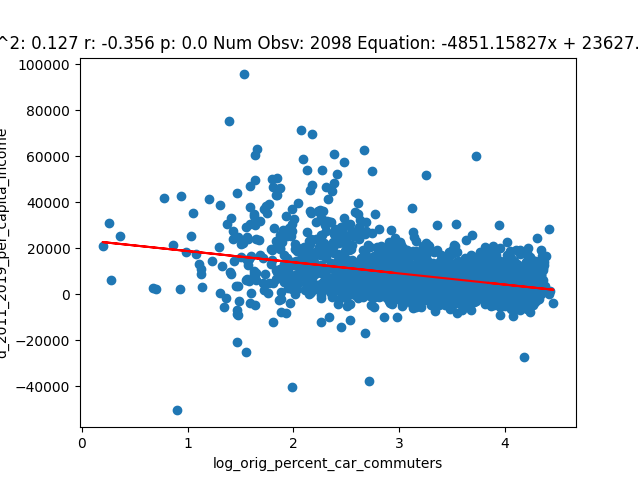 ^2: 0.127 r: -0.356 p: 0.0 Num Obsv: 2098 Equation: -4851.15827x + 23627.
100000
80000
60000
40000
20000
0
−20000
−40000
d_2011_2019_per_capita_income
0 1 2 3 4
log_orig_percent_car_commuters